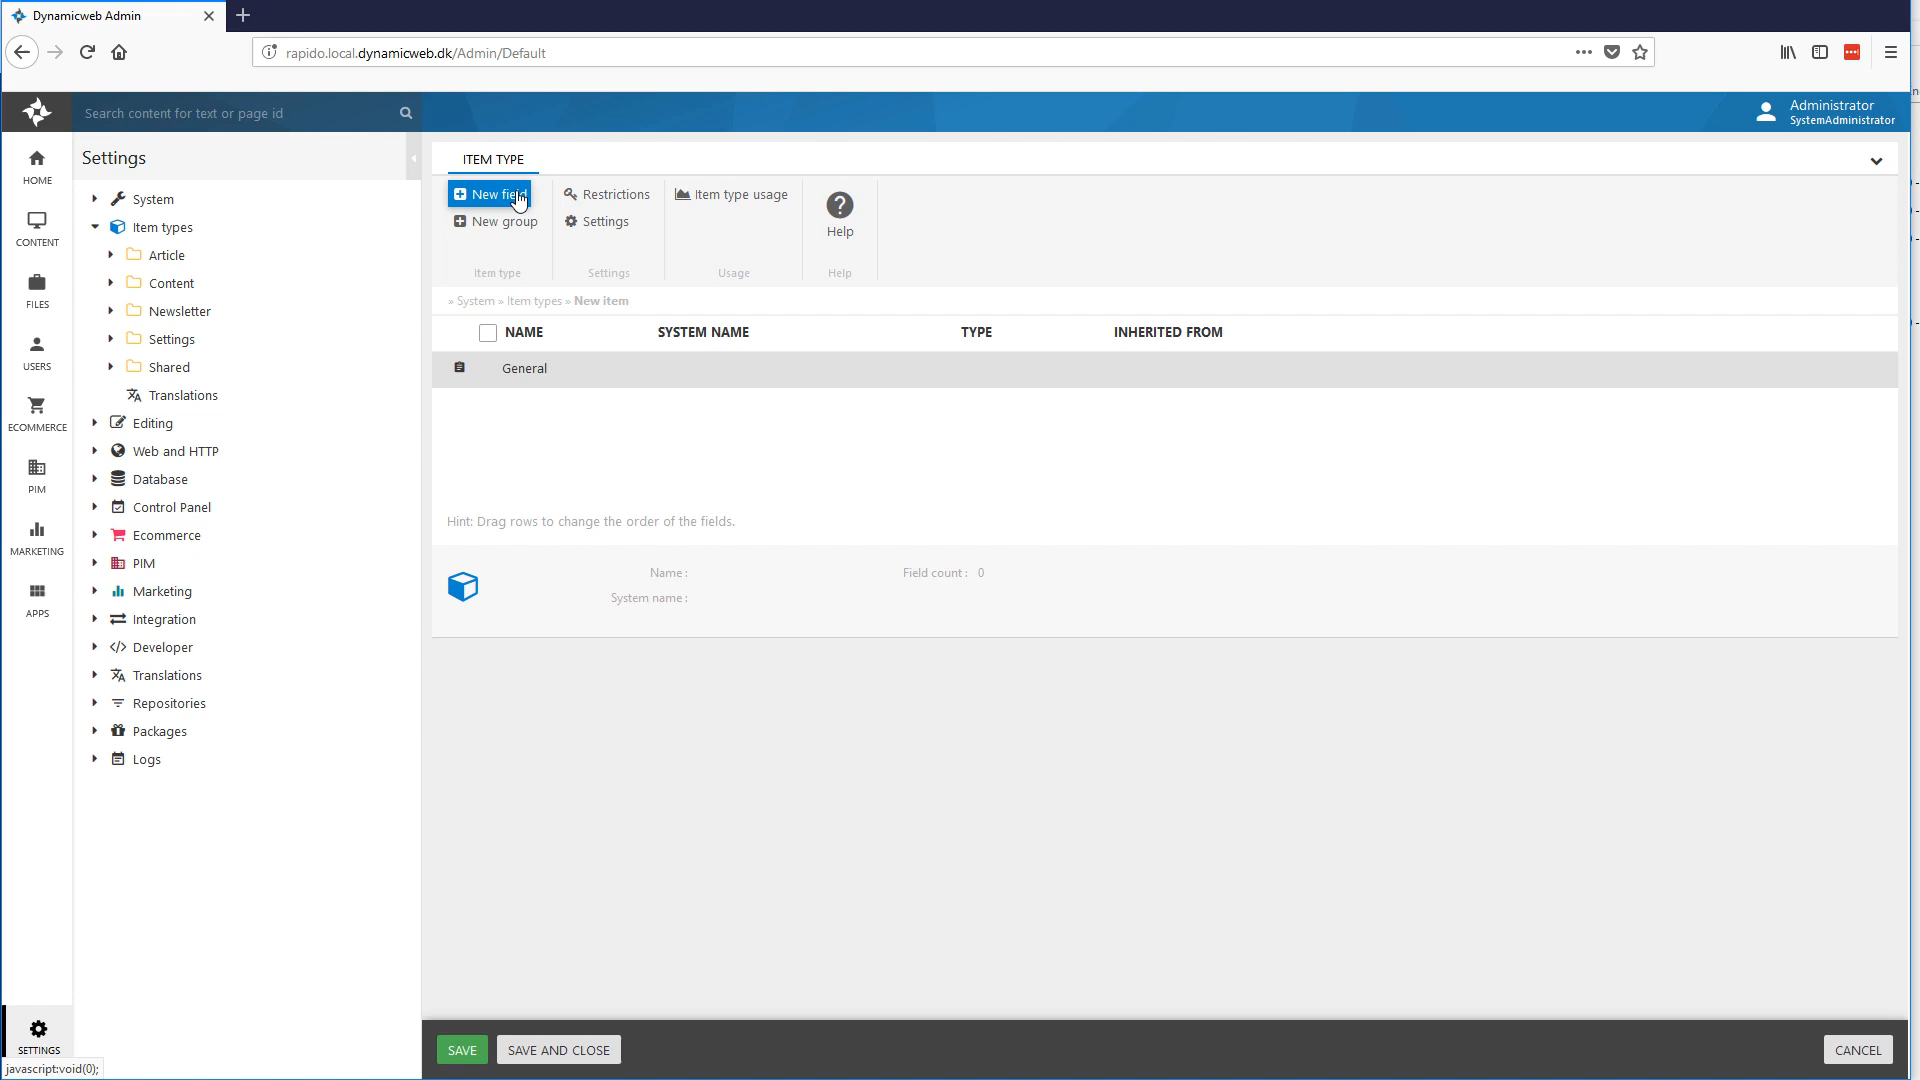 Dynamicweb Admin
rapido.local.dynamicweb.dk/Admin/Default
Search content for text or page id
Administrator
SystemAdministrator
HOME
CONTENT
FILES
USERS
ECOMMERCE
PIM
MARKETING
APPS
SETTINGS
Settings
System
Item types
Article
Content
Newsletter
Settings
Shared
Translations
Editing
Web and HTTP
Database
Control Panel
Ecommerce
PIM
Marketing
Integration
Developer
Translations
Repositories
Packages
Logs
ITEM TYPE
New field
New group
Item type
Restrictions
Settings
Settings
Item type usage
Usage
Help
Help
» System » Item types » New item
NAME SYSTEM NAME TYPE INHERITED FROM
General
Hint: Drag rows to change the order of the fields.
Name :
System name :
Field count : 0
SAVE
SAVE AND CLOSE
CANCEL
javascript:void(0);